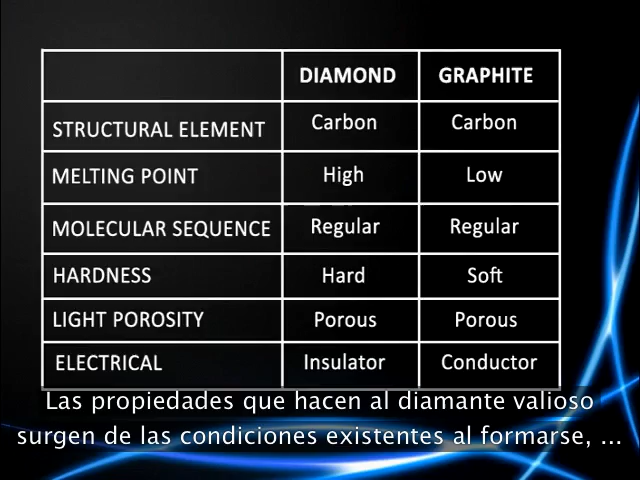 DIAMOND GRAPHITE
STRUCTURAL ELEMENT Carbon Carbon
MELTING POINT High Low
MOLECULAR SEQUENCE Regular Regular
HARDNESS Hard Soft
LIGHT POROSITY Porous Porous
ELECTRICAL Insulator Conductor
Las propiedades que hacen al diamante valioso
surgen de las condiciones existentes al formarse, ...